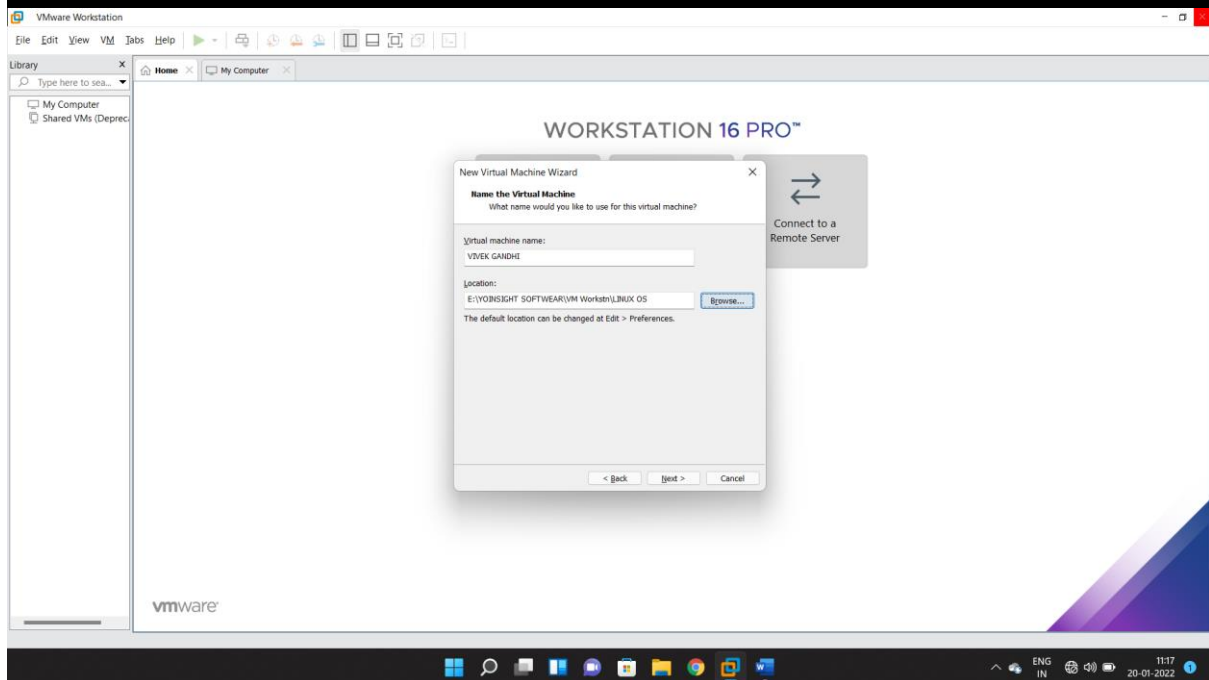 VMware Workstation
File Edit View VM Tabs Help
Library X
Home My Computer
Type here to sea...
My Computer
Shared VMs (Deprec
WORKSTATION 16 PRO™
New Virtual Machine Wizard
Name the Virtual Machine
What name would you like to use for this virtual machine?
Connect to a
Remote Server
Virtual machine name:
VIVEK GANDHI
Location:
E:\YOINSIGHT SOFTWEAR\VM Workstn\LINUX OS
Browse...
The default location can be changed at Edit > Preferences.
< Back Next > Cancel
vmware
ENG
IN
11:17
20-01-2022
1